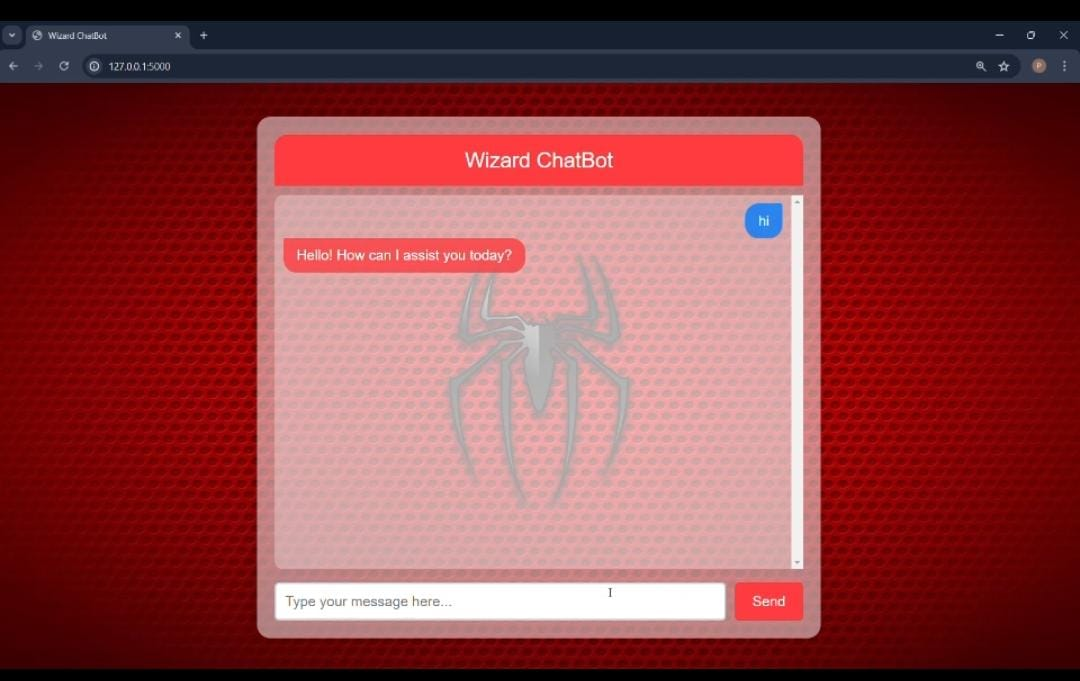 Wizard ChatBot
127.0.0.1:5000
P
Wizard ChatBot
hi
Hello! How can I assist you today?
Type your message here...
Send